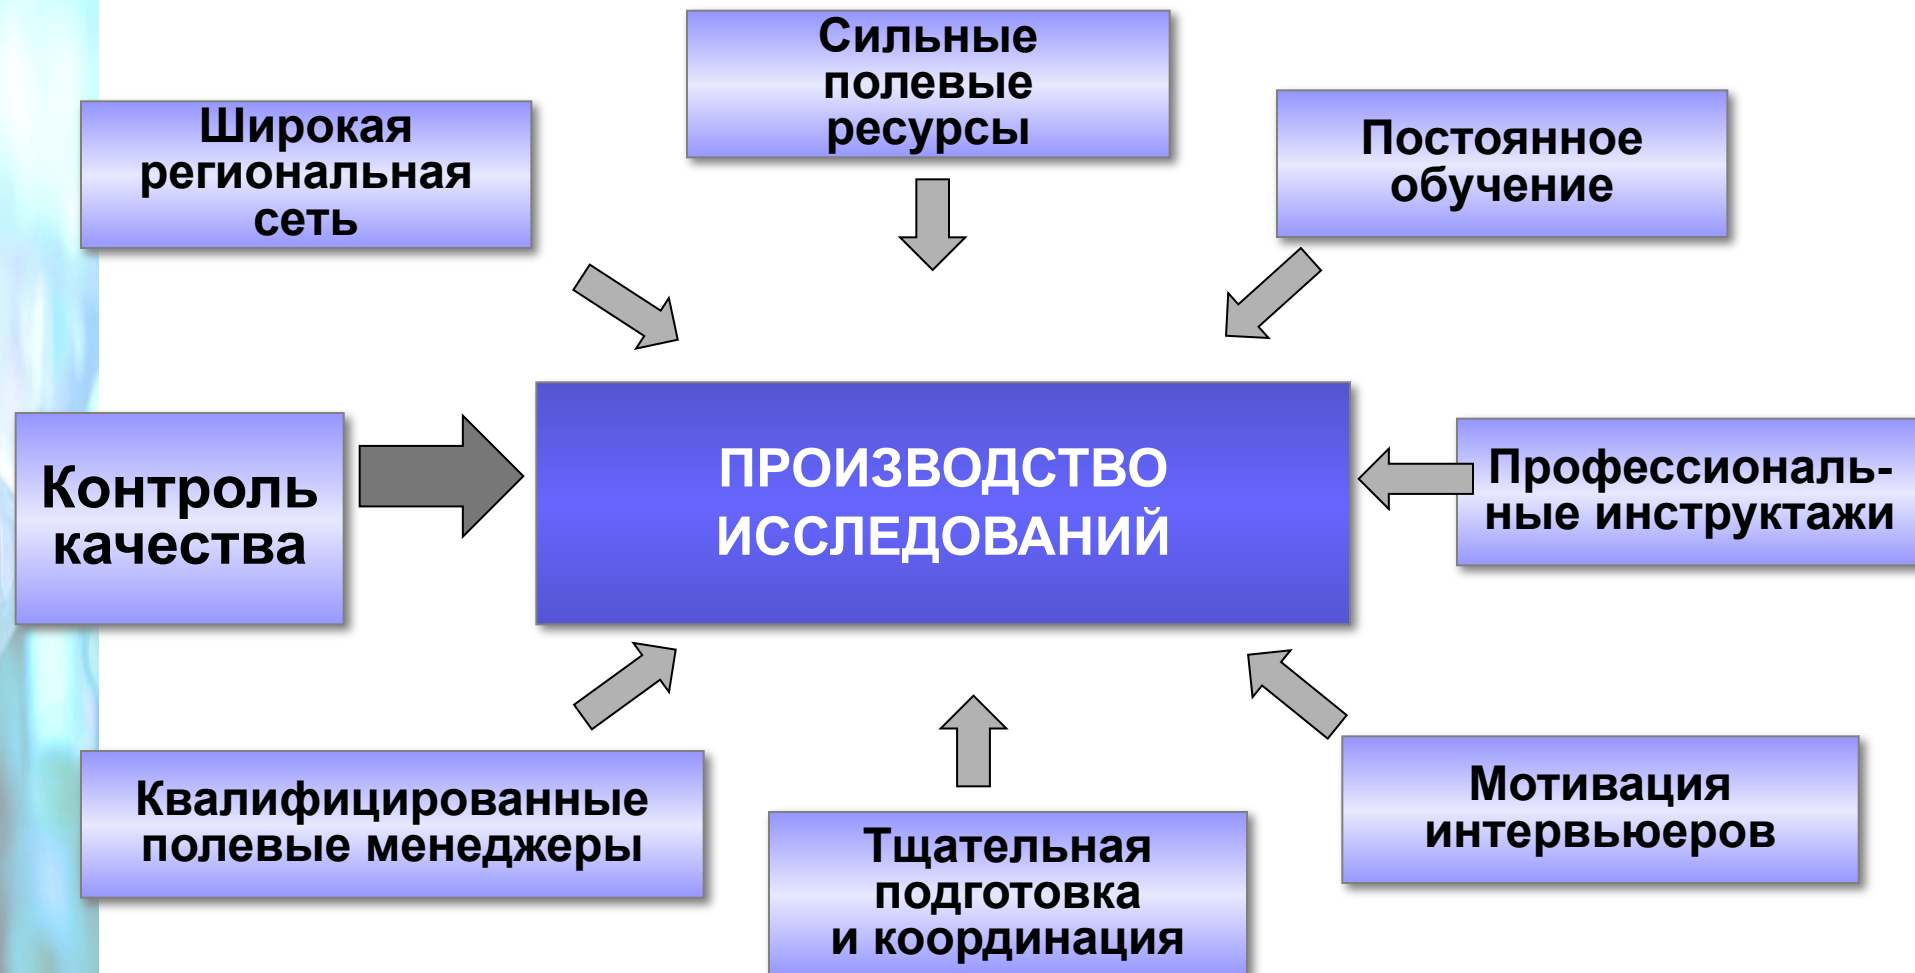 Сильные
полевые
ресурсы
Широкая
региональная
сеть
Постоянное
обучение
Контроль
качества
ПРОИЗВОДСТВО
ИССЛЕДОВАНИЙ
Профессиональ-
ные инструктажи
Квалифицированные
полевые менеджеры
Тщательная
подготовка
и координация
Мотивация
интервьюеров